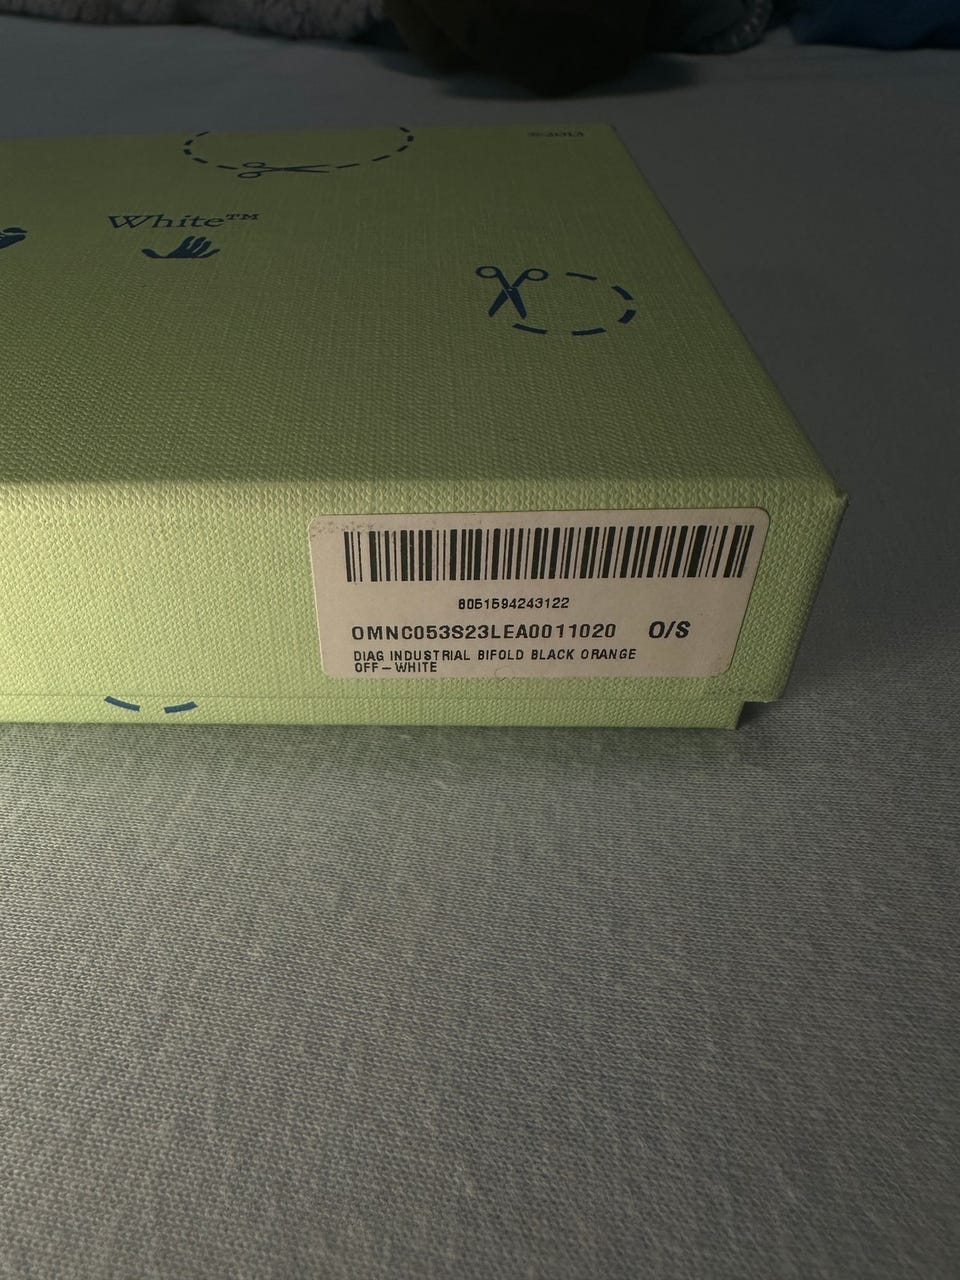 White™
8051594243122
OMNC053S23LEA0011020 O/S
DIAG INDUSTRIAL BIFOLD BLACK ORANGE
OFF-WHITE